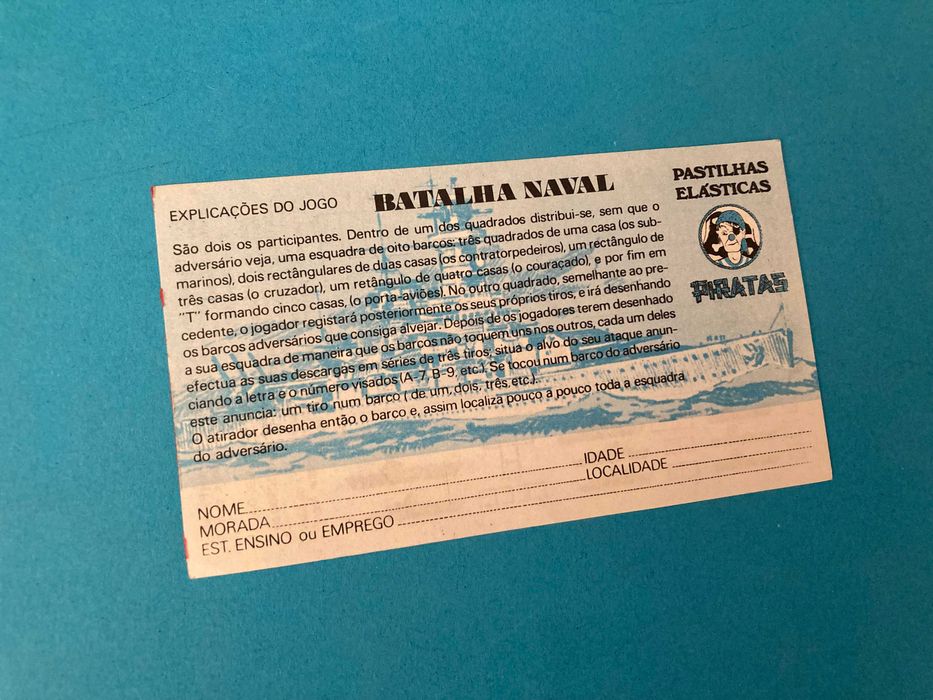 EXPLICAÇÕES DO JOGO
BATALHA NAVAL
PASTILHAS
ELÁSTICAS
PIRATAS
São dois os participantes. Dentro de um dos quadrados distribui-se, sem que o
adversário veja, uma esquadra de oito barcos: três quadrados de uma casa (os sub-
marinos), dois rectângulares de duas casas (os contratorpedeiros), um rectângulo de
três casas (o cruzador), um retângulo de quatro casas (o couraçado), e por fim em
"T" formando cinco casas, (o porta-aviões). No outro quadrado, semelhante ao pre-
cedente, o jogador registará posteriormente os seus próprios tiros, e irá desenhando
os barcos adversários que consiga alvejar. Depois de os jogadores terem desenhado
a sua esquadra de maneira que os barcos não toquem uns nos outros, cada um deles
efectua as suas descargas em séries de três tiros; situa o alvo do seu ataque anun-
ciando a letra e o número visados (A-7, B-9, etc.). Se tocou num barco do adversário
este anuncia: um tiro num barco ( de um, dois, três etc.)..
O atirador desenha então o barco e, assim localiza pouco a pouco toda a esquadra
do adversário.
NOME IDADE
MORADA LOCALIDADE
EST. ENSINO ou EMPREGO